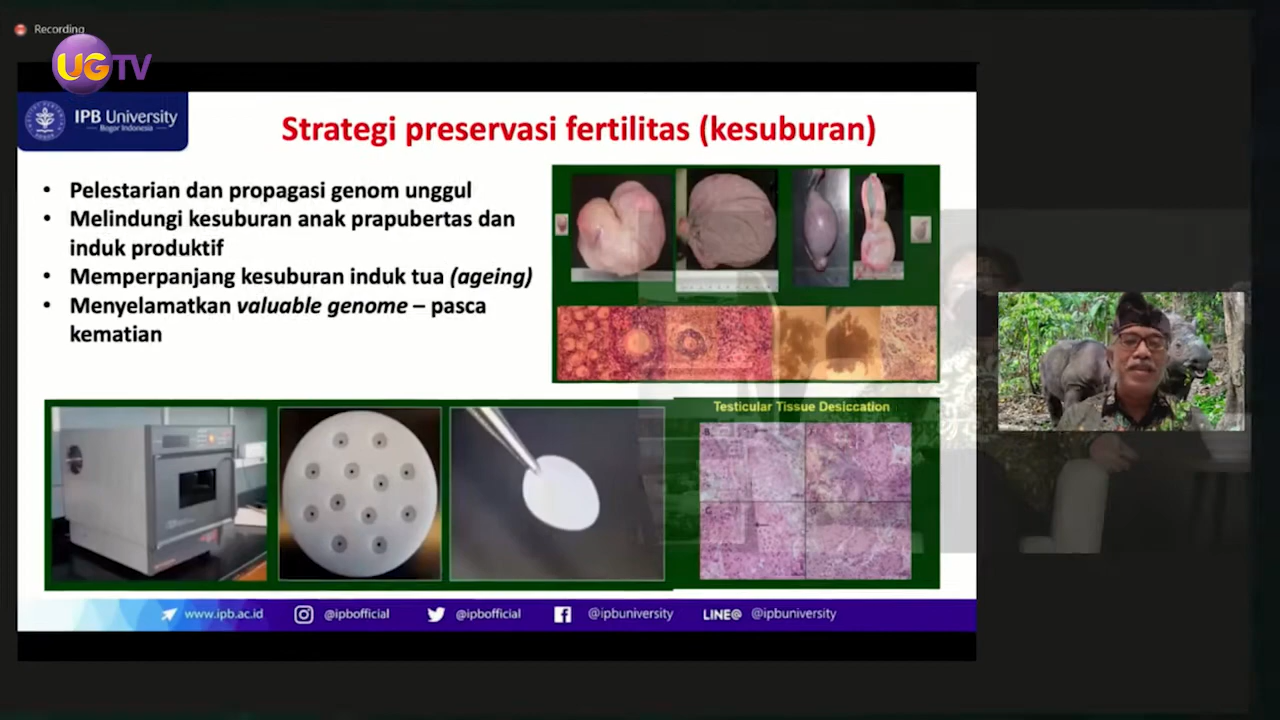 Recording
UGTV
IPB University
Bogor Indonesia
Strategi preservasi fertilitas (kesuburan)
• Pelestarian dan propagasi genom unggul
• Melindungi kesuburan anak prapubertas dan
induk produktif
• Memperpanjang kesuburan induk tua (ageing)
• Menyelamatkan valuable genome – pasca
kematian
Testicular Tissue Desiccation
www.ipb.ac.id
@ipbofficial
@ipbofficial
@ipbuniversity
LINE@ @ipbuniversity